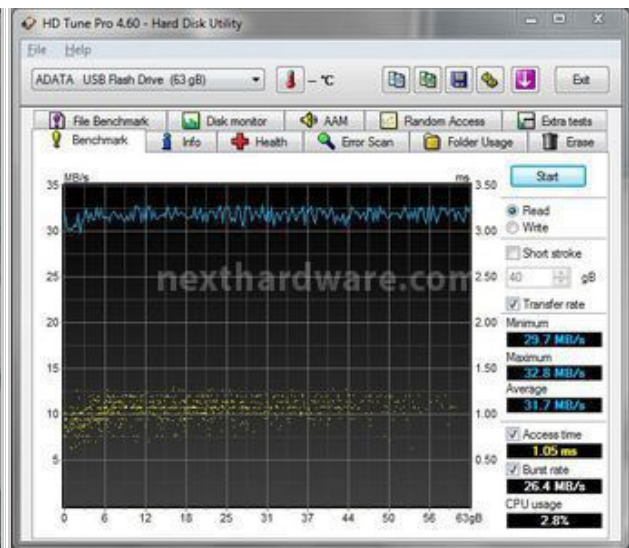 HD Tune Pro 4.60 - Hard Disk Utility
File Help
ADATA USB Flash Drive (63 gB) – °C Exit
File Benchmark Disk monitor AAM Random Access Extra tests
Benchmark Info Health Error Scan Folder Usage Erase
MB/s ms Start
35 3.50
Read
30 3.00 Write
Short stroke
25 nexthardware.com 2.50 40 gB
Transfer rate
20 2.00 Minimum
29.7 MB/s
Maximum
15 1.50 32.8 MB/s
Average
10 1.00 31.7 MB/s
Access time
5 0.50 1.05 ms
Burst rate
26.4 MB/s
CPU usage
0 6 12 18 25 31 37 44 50 56 63gB 2.8%